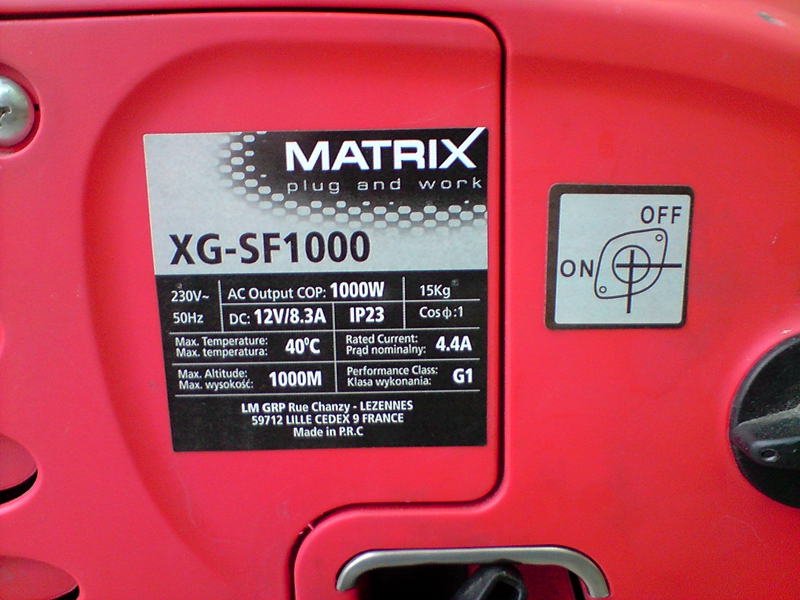 MATRIX
plug and work
XG-SF1000
230V~
50Hz
AC Output COP: 1000W
15Kg
DC: 12V/8.3A
IP23
Cosϕ:1
Max. Temperature:
Max. temperatura:
40°C
Rated Current:
Prąd nominalny:
4.4A
Max. Altitude:
Max. wysokość:
1000M
Performance Class:
Klasa wykonania:
G1
LM GRP Rue Chanzy - LEZENNES
59712 LILLE CEDEX 9 FRANCE
Made in P.R.C
OFF
ON